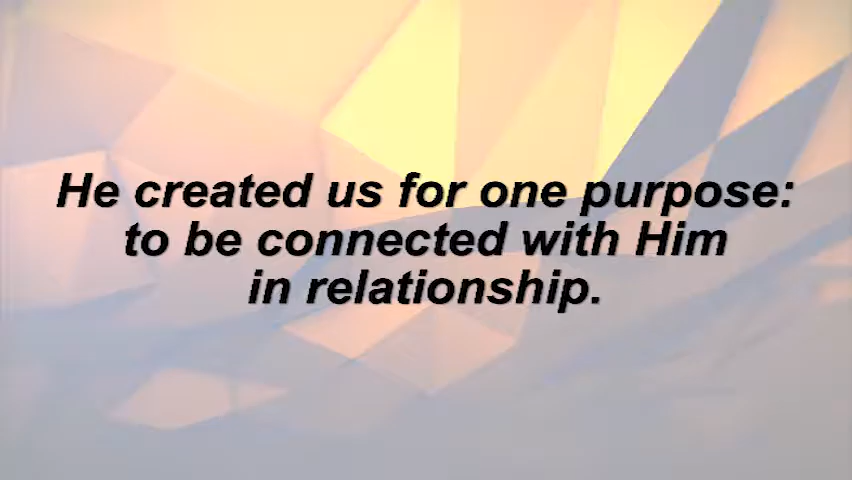 He created us for one purpose:
to be connected with Him
in relationship.